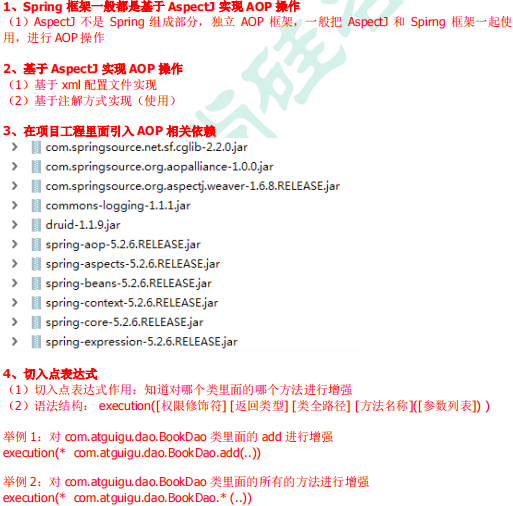 1、Spring 框架一般都是基于 AspectJ 实现 AOP 操作
（1）AspectJ 不是 Spring 组成部分，独立 AOP 框架，一般把 AspectJ 和 Spirng 框架一起使
用，进行 AOP 操作
2、基于 AspectJ 实现 AOP 操作
（1）基于 xml 配置文件实现
（2）基于注解方式实现（使用）
3、在项目工程里面引入 AOP 相关依赖
com.springsource.net.sf.cglib-2.2.0.jar
com.springsource.org.aopalliance-1.0.0.jar
com.springsource.org.aspectj.weaver-1.6.8.RELEASE.jar
commons-logging-1.1.1.jar
druid-1.1.9.jar
spring-aop-5.2.6.RELEASE.jar
spring-aspects-5.2.6.RELEASE.jar
spring-beans-5.2.6.RELEASE.jar
spring-context-5.2.6.RELEASE.jar
spring-core-5.2.6.RELEASE.jar
spring-expression-5.2.6.RELEASE.jar
4、切入点表达式
（1）切入点表达式作用：知道对哪个类里面的哪个方法进行增强
（2）语法结构： execution([权限修饰符] [返回类型] [类全路径] [方法名称]([参数列表]) )
举例 1：对 com.atguigu.dao.BookDao 类里面的 add 进行增强
execution(* com.atguigu.dao.BookDao.add(..))
举例 2：对 com.atguigu.dao.BookDao 类里面的所有的方法进行增强
execution(* com.atguigu.dao.BookDao.* (..))
尚硅